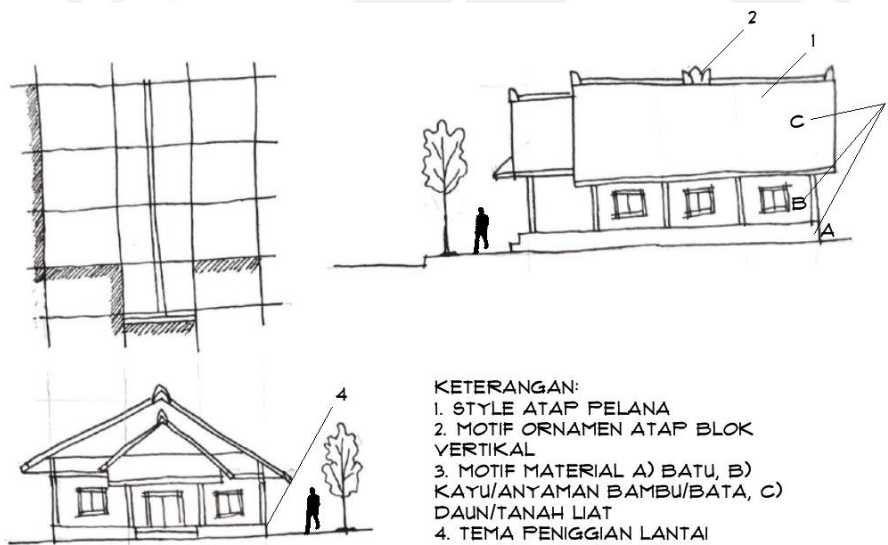 2
1
C
B
A
4
KETERANGAN:
1. STYLE ATAP PELANA
2. MOTIF ORNAMEN ATAP BLOK
VERTIKAL
3. MOTIF MATERIAL A) BATU, B)
KAYU/ANYAMAN BAMBU/BATA, C)
DAUN/TANAH LIAT
4. TEMA PENIGGIAN LANTAI